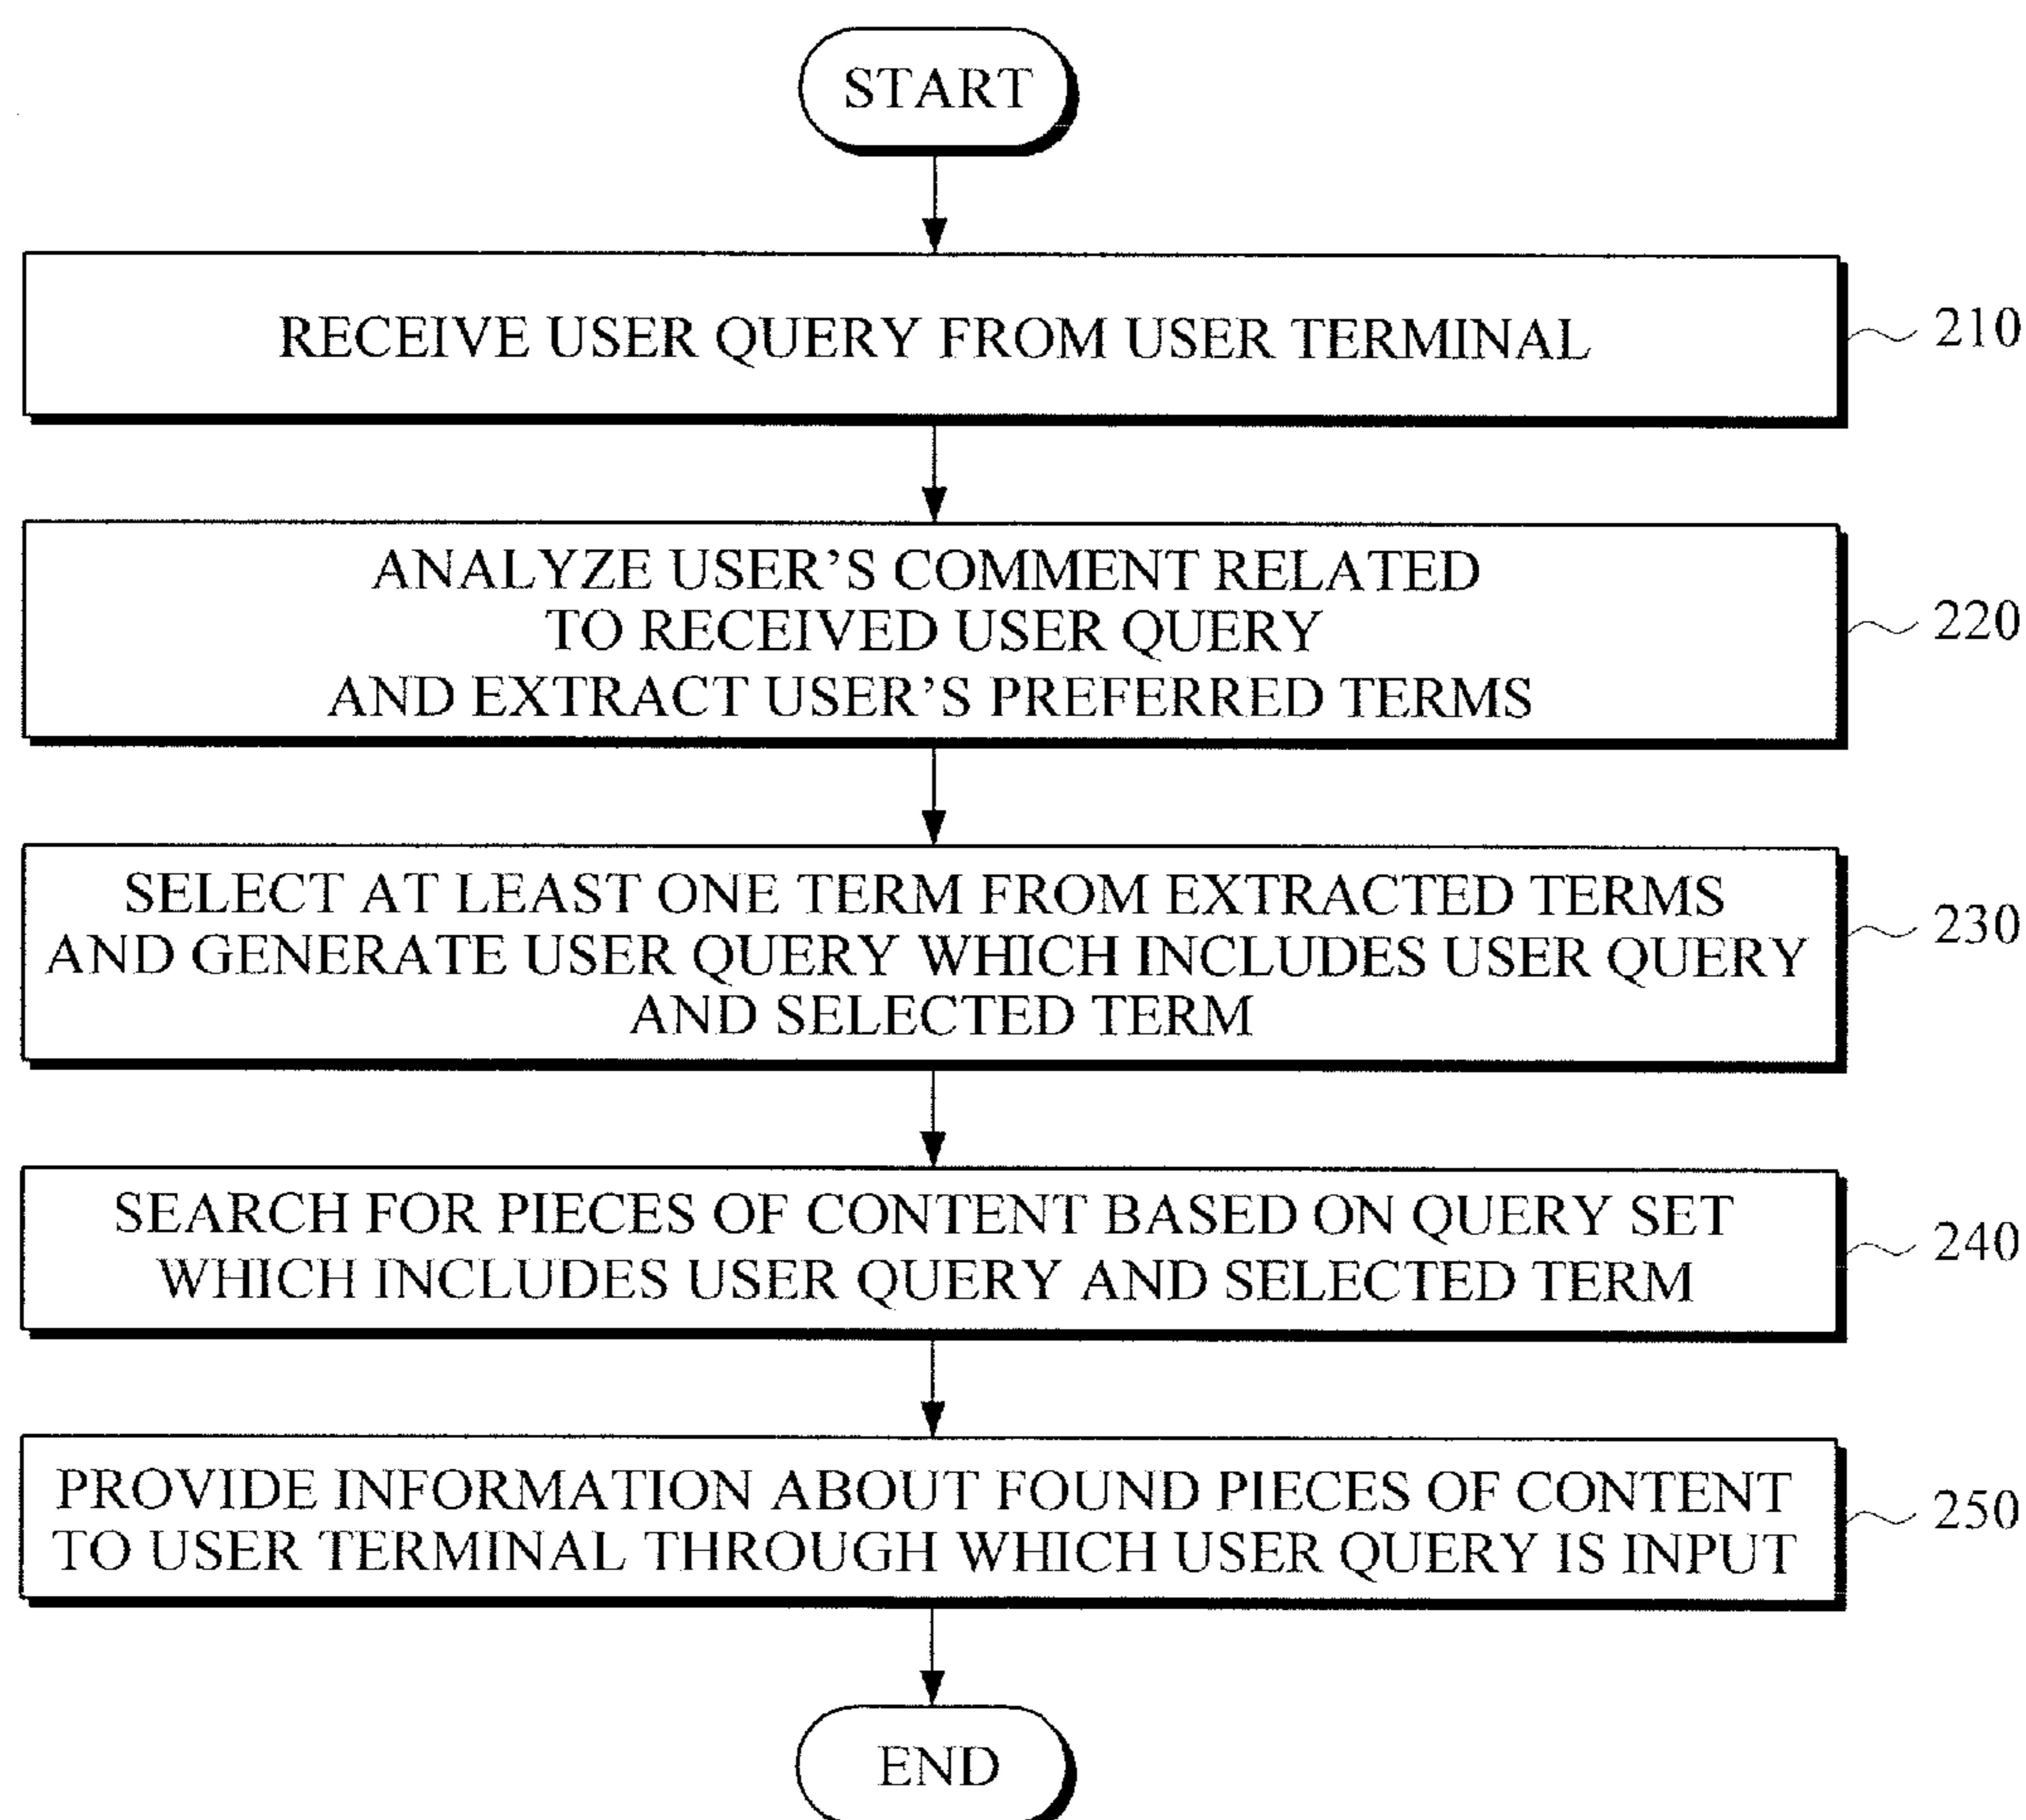 START
RECEIVE USER QUERY FROM USER TERMINAL
210
ANALYZE USER’S COMMENT RELATED
TO RECEIVED USER QUERY
AND EXTRACT USER’S PREFERRED TERMS
220
SELECT AT LEAST ONE TERM FROM EXTRACTED TERMS
AND GENERATE USER QUERY WHICH INCLUDES USER QUERY
AND SELECTED TERM
230
SEARCH FOR PIECES OF CONTENT BASED ON QUERY SET
WHICH INCLUDES USER QUERY AND SELECTED TERM
240
PROVIDE INFORMATION ABOUT FOUND PIECES OF CONTENT
TO USER TERMINAL THROUGH WHICH USER QUERY IS INPUT
250
END